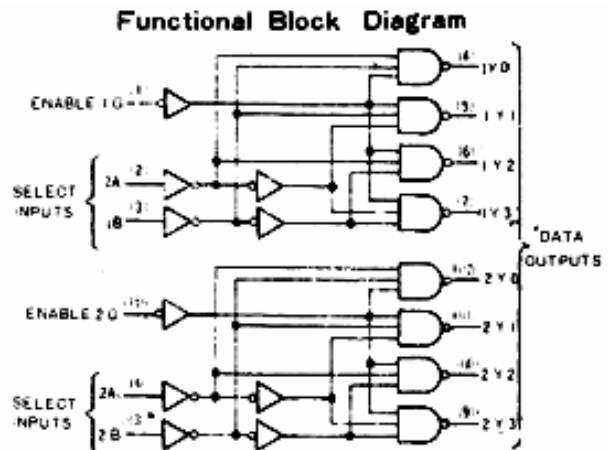 Functional Block Diagram
ENABLE 1G (1)
SELECT INPUTS
2A (2)
1B (3)
(4) 1Y0
(5) 1Y1
(6) 1Y2
(7) 1Y3
DATA OUTPUTS
ENABLE 2G
SELECT INPUTS
2A
2B
2Y0
2Y1
2Y2
(9) 2Y3